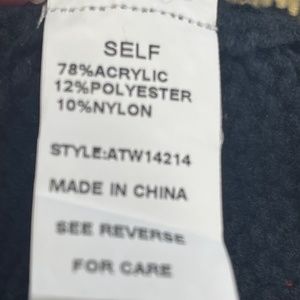 SELF
78%ACRYLIC
12%POLYESTER
10%NYLON
STYLE:ATW14214
MADE IN CHINA
SEE REVERSE
FOR CARE